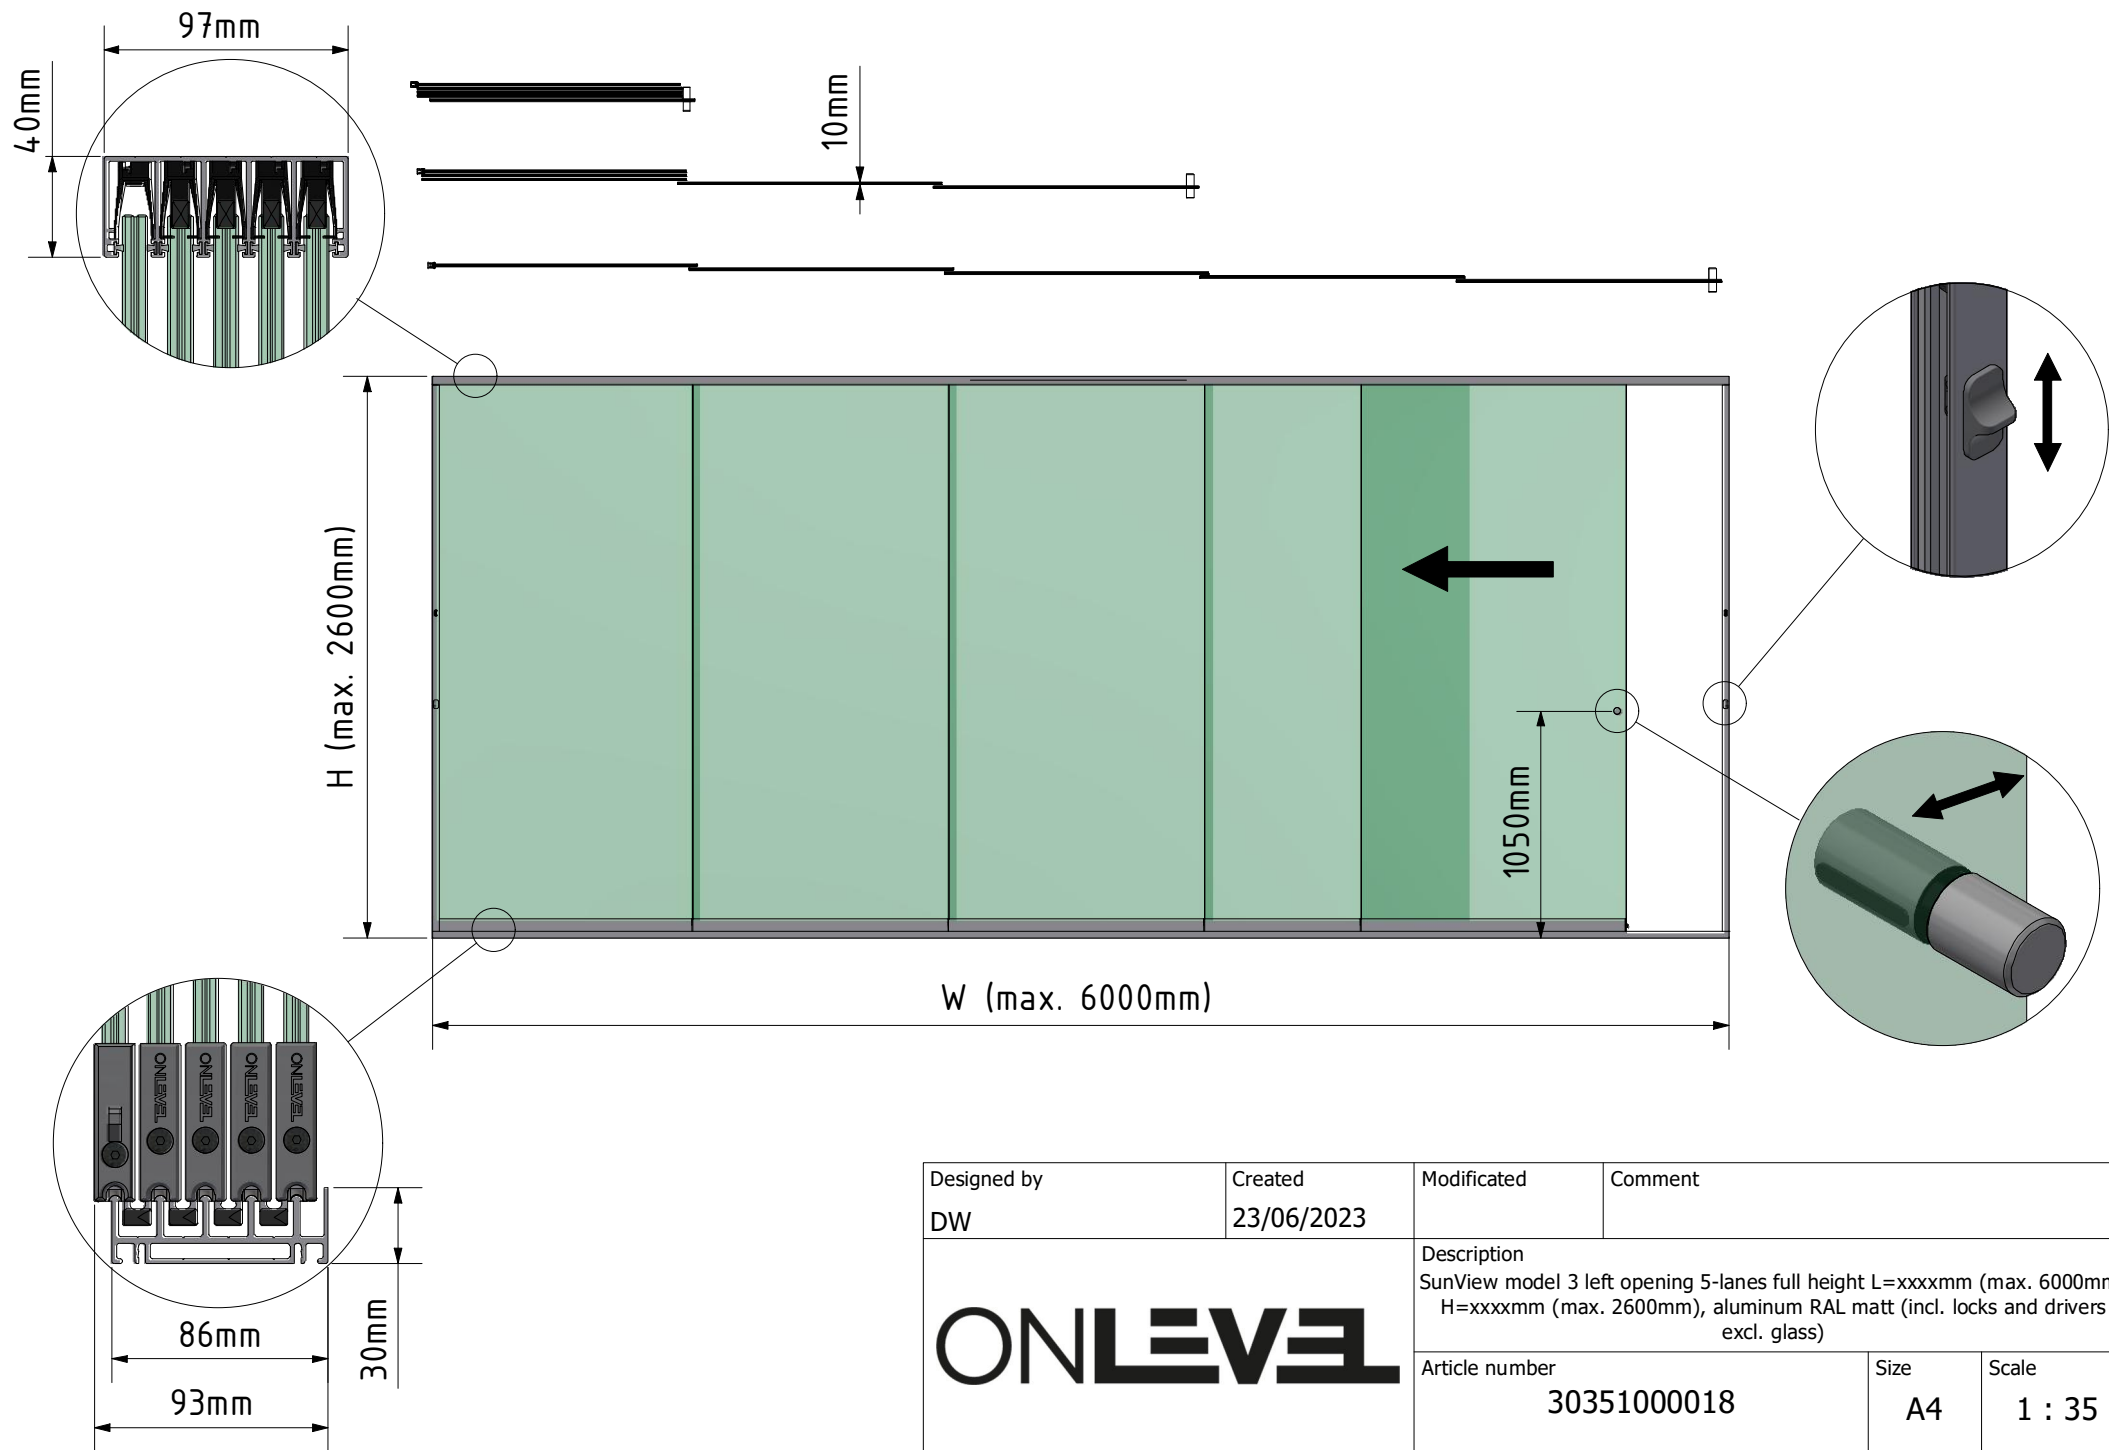 97mm
40mm
10mm
H (max. 2600mm)
1050mm
W (max. 6000mm)
ONLEVEL
ONLEVEL
ONLEVEL
ONLEVEL
86mm
93mm
30mm
Designed by
DW
Created
23/06/2023
Modificated
Comment
ONLEVEL
Description
SunView model 3 left opening 5-lanes full height L=xxxxmm (max. 6000mm
H=xxxxmm (max. 2600mm), aluminum RAL matt (incl. locks and drivers
excl. glass)
Article number
30351000018
Size
A4
Scale
1 : 35